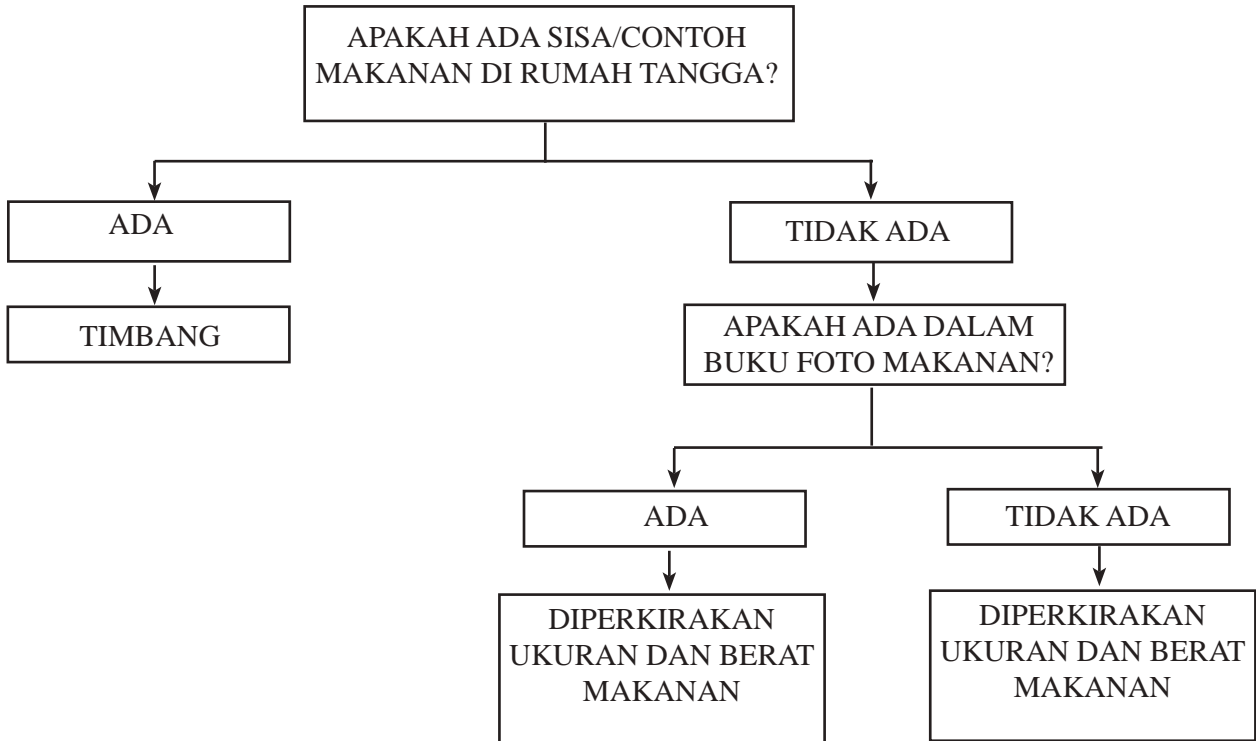 APAKAH ADA SISA/CONTOH
MAKANAN DI RUMAH TANGGA?
ADA
TIDAK ADA
TIMBANG
APAKAH ADA DALAM
BUKU FOTO MAKANAN?
ADA
TIDAK ADA
DIPERKIRAKAN
UKURAN DAN BERAT
MAKANAN
DIPERKIRAKAN
UKURAN DAN BERAT
MAKANAN